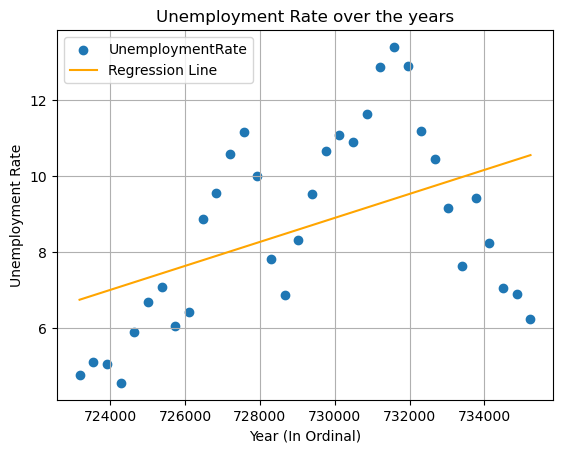 Unemployment Rate over the years
UnemploymentRate
Regression Line
Unemployment Rate
12
10
8
6
724000 726000 728000 730000 732000 734000
Year (In Ordinal)